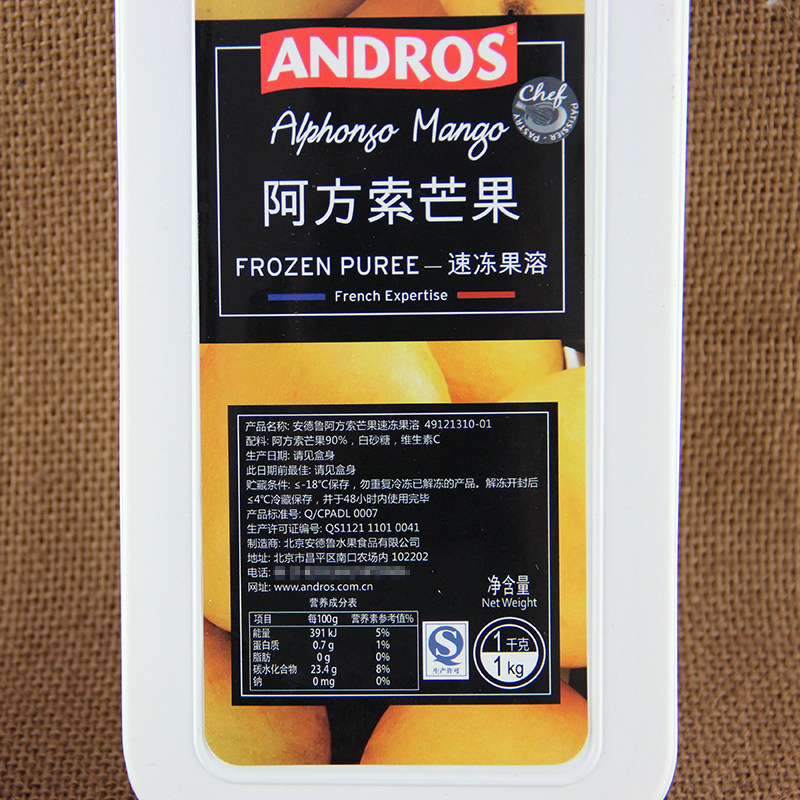 ANDROS®
Chef
PATISSIER - PASTRY
Alphonso Mango
阿方索芒果
FROZEN PUREE — 速冻果溶
French Expertise
产品名称: 安德鲁阿方索芒果速冻果溶 49121310-01
配料: 阿方索芒果90%，白砂糖，维生素C
生产日期: 请见盒身
此日期前最佳: 请见盒身
贮藏条件: ≤-18℃保存，勿重复冷冻已解冻的产品。解冻开封后
≤4℃冷藏保存，并于48小时内使用完毕
产品标准号: Q/CPADL 0007
生产许可证编号: QS1121 1101 0041
制造商: 北京安德鲁水果食品有限公司
地址: 北京市昌平区南口农场内 102202
电话:
网址: www.andros.com.cn
营养成分表
项目 每100g 营养素参考值%
能量 391 kJ 5%
蛋白质 0.7 g 1%
脂肪 0 g 0%
碳水化合物 23.4 g 8%
钠 0 mg 0%
生产许可
净含量
Net Weight
1 千克
1 kg